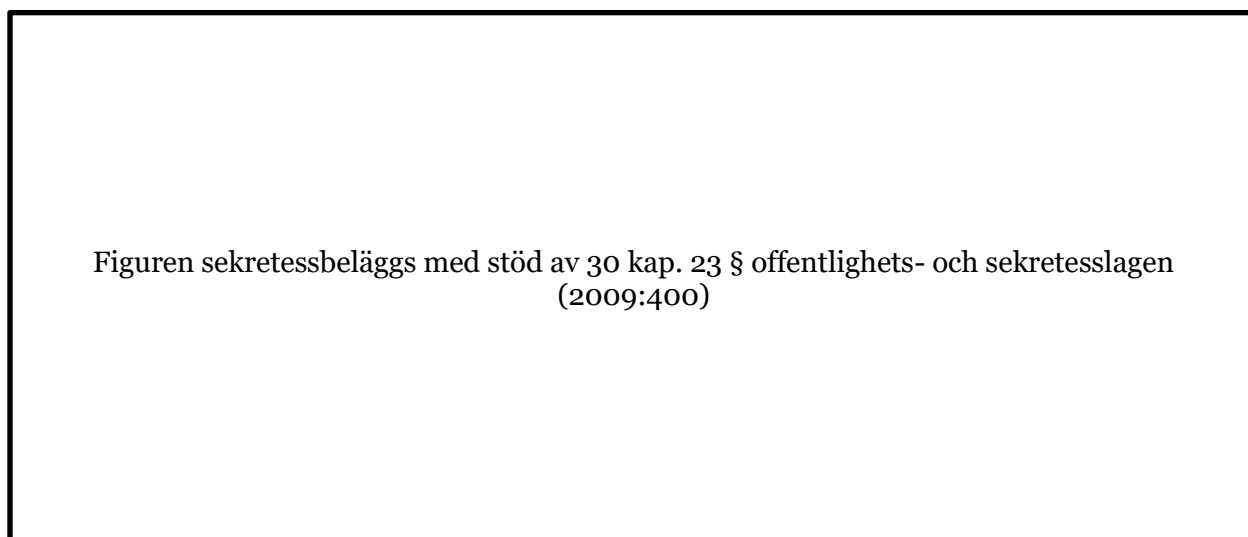 Figuren sekretessbeläggs med stöd av 30 kap. 23 § offentlighets- och sekretesslagen
(2009:400)